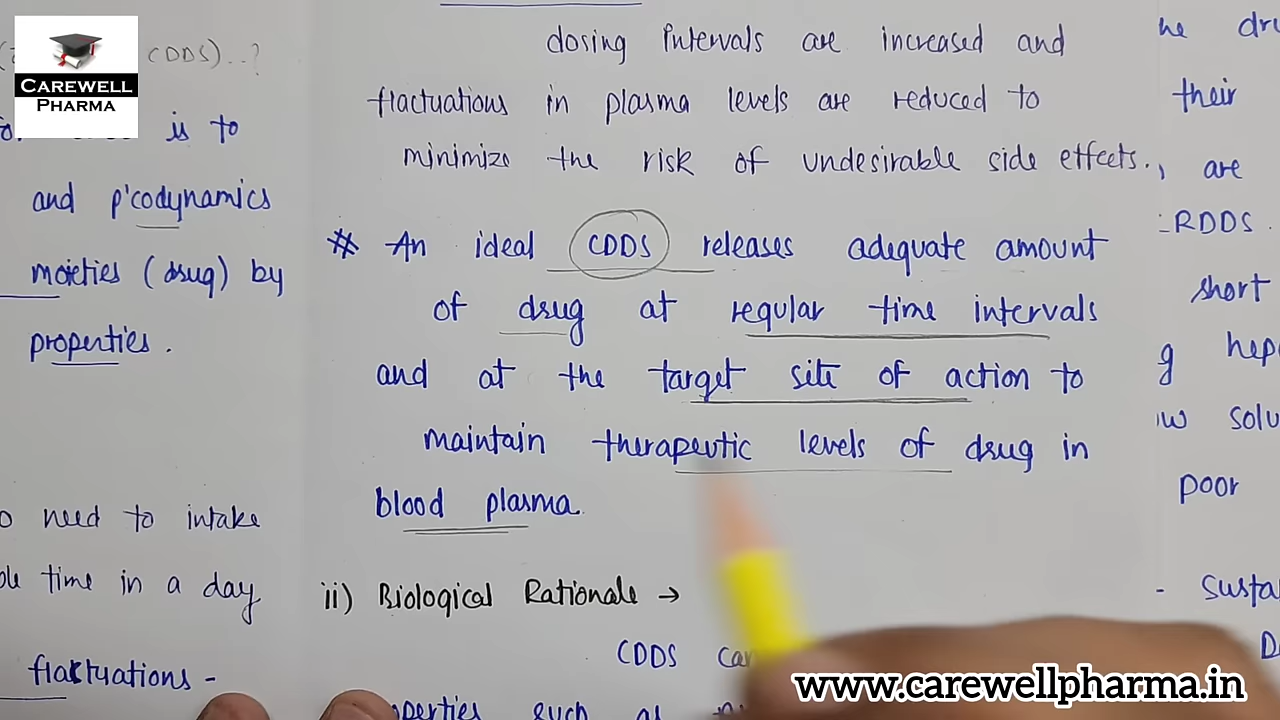 CDDS)..?
CAREWELL
PHARMA
is to
and p'codynamics
moieties (drug) by
properties.
need to intake
time in a day
flactuations -
dosing intervals are increased and
flactuations in plasma levels are reduced to
minimize the risk of undesirable side effects.
# An ideal CDDS releases adequate amount
of drug at regular time intervals
and at the target site of action to
maintain therapeutic levels of drug in
blood plasma.
ii) Biological Rationale →
CDDS
such as
their
, are
RDDS.
short
poor
-
www.carewellpharma.in